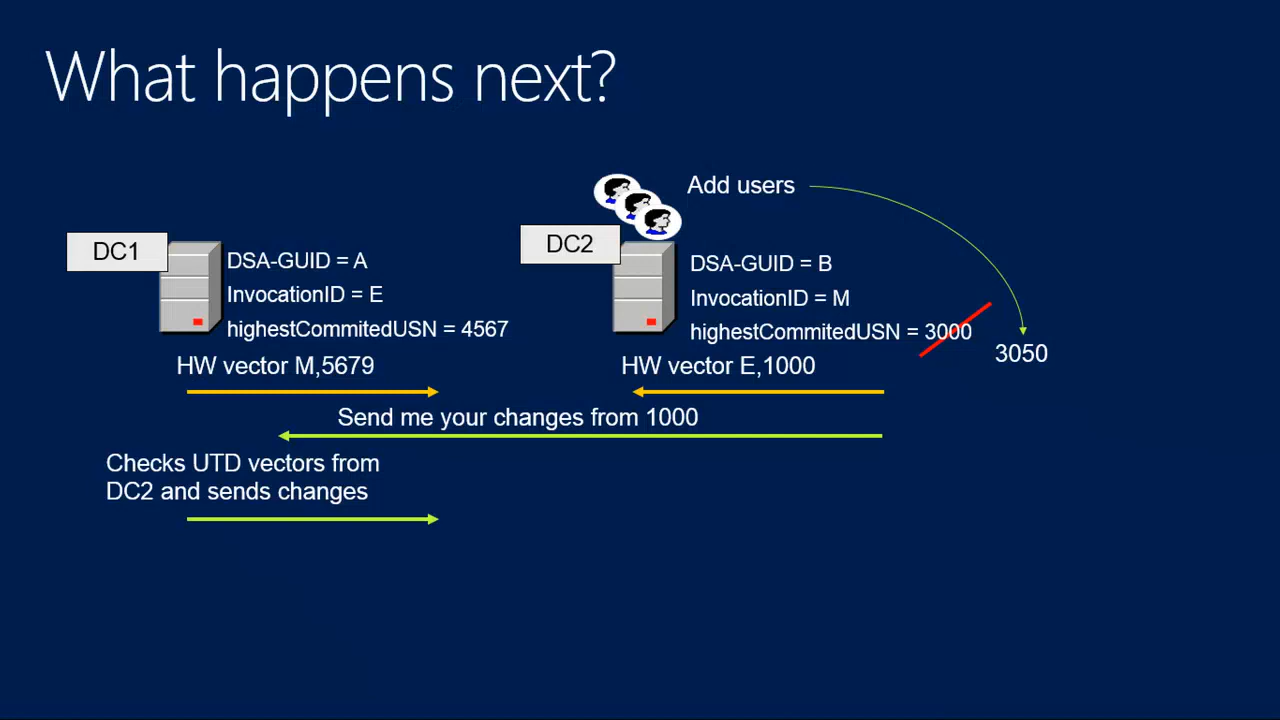 What happens next?
Add users
DC1
DC2
DSA-GUID = A
InvocationID = E
highestCommitedUSN = 4567
DSA-GUID = B
InvocationID = M
highestCommitedUSN = 3000
3050
HW vector M,5679
HW vector E,1000
Send me your changes from 1000
Checks UTD vectors from
DC2 and sends changes